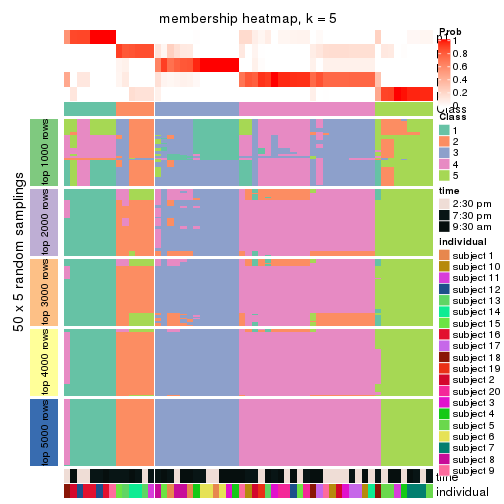 membership heatmap, k = 5
50 x 5 random samplings
top 1000 rows
top 2000 rows
top 3000 rows
top 4000 rows
top 5000 rows
Prob
1
0.8
0.6
0.4
0.2
0
Class
Class
1
2
3
4
5
time
2:30 pm
7:30 pm
9:30 am
individual
subject 1
subject 10
subject 11
subject 12
subject 13
subject 14
subject 15
subject 16
subject 17
subject 18
subject 19
subject 2
subject 20
subject 3
subject 4
subject 5
subject 6
subject 7
subject 8
subject 9
time
individual